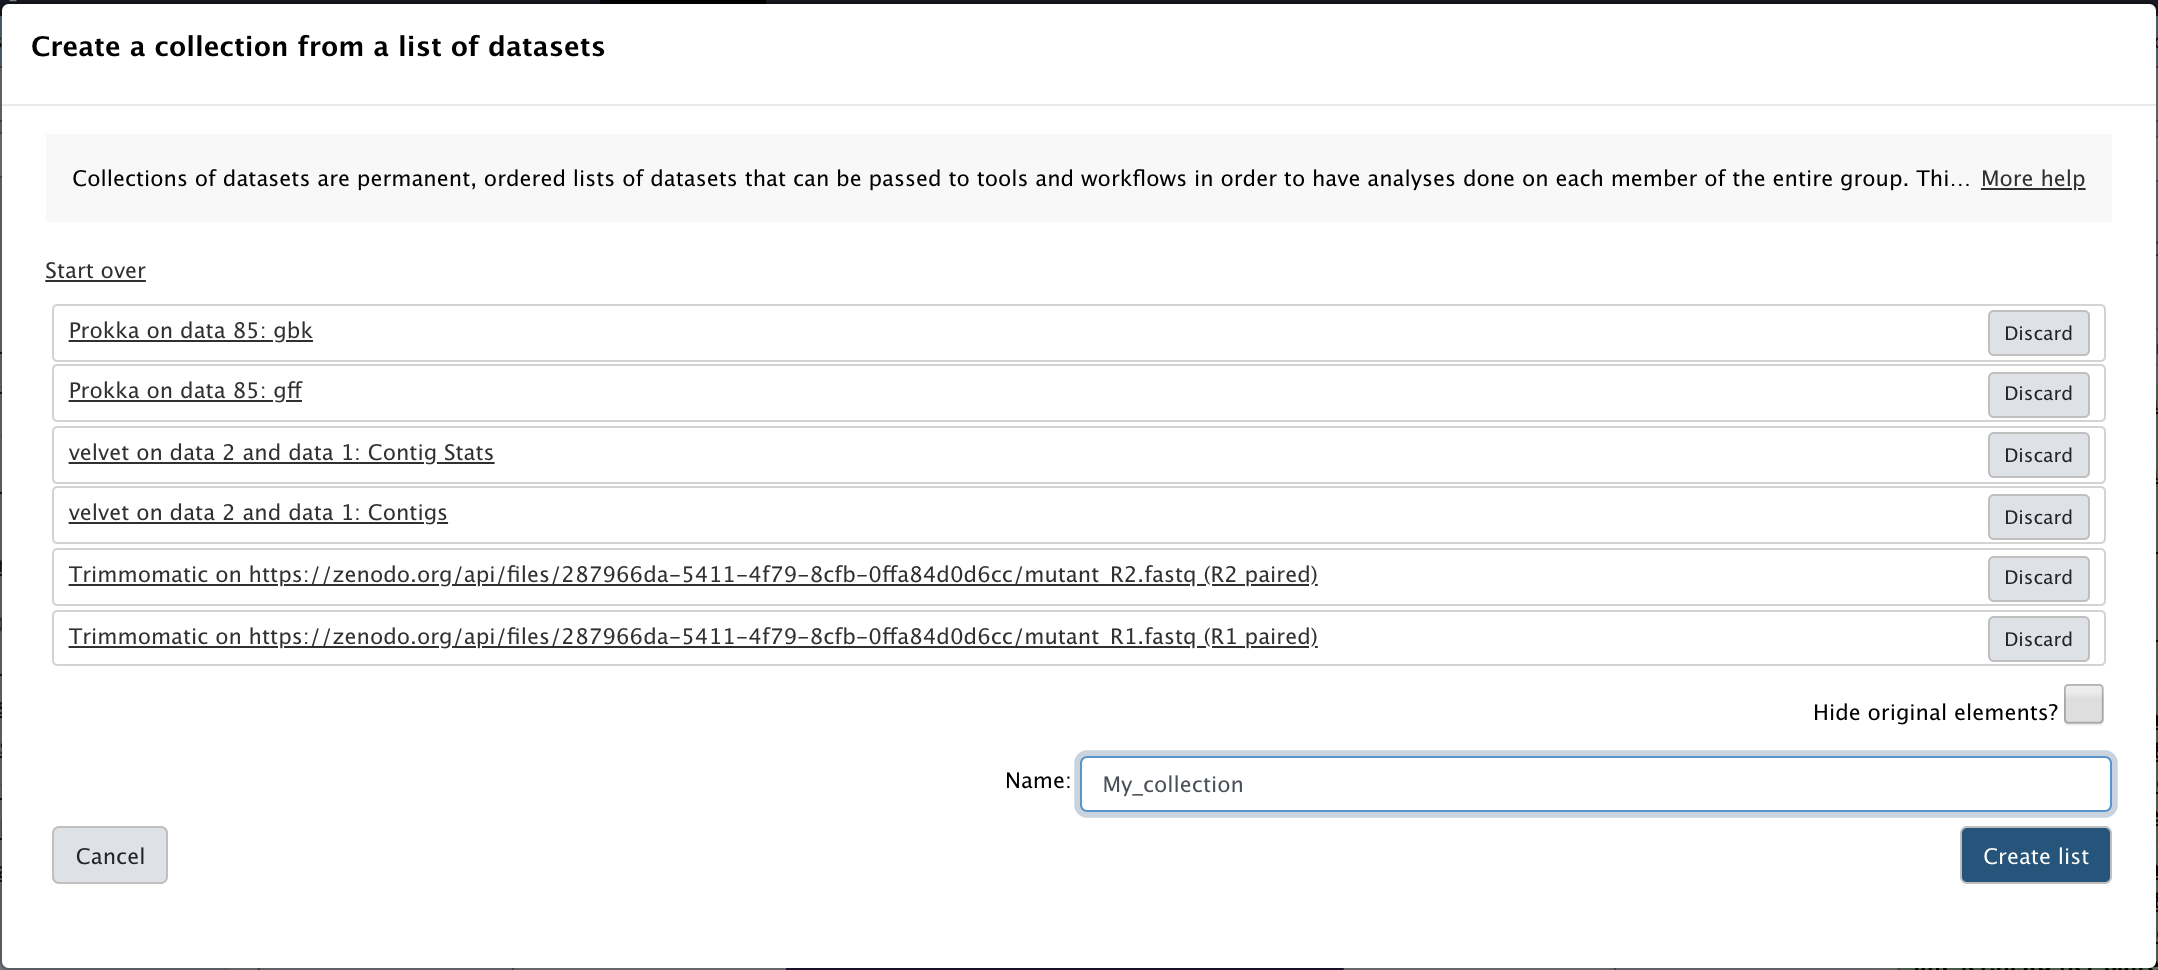 Create a collection from a list of datasets
Collections of datasets are permanent, ordered lists of datasets that can be passed to tools and workflows in order to have analyses done on each member of the entire group. Thi... More help
Start over
Prokka on data 85: gbk Discard
Prokka on data 85: gff Discard
velvet on data 2 and data 1: Contig Stats Discard
velvet on data 2 and data 1: Contigs Discard
Trimmomatic on https://zenodo.org/api/files/287966da-5411-4f79-8cfb-0ffa84d0d6cc/mutant_R2.fastq (R2 paired) Discard
Trimmomatic on https://zenodo.org/api/files/287966da-5411-4f79-8cfb-0ffa84d0d6cc/mutant_R1.fastq (R1 paired) Discard
Hide original elements?
Name: My_collection
Cancel Create list